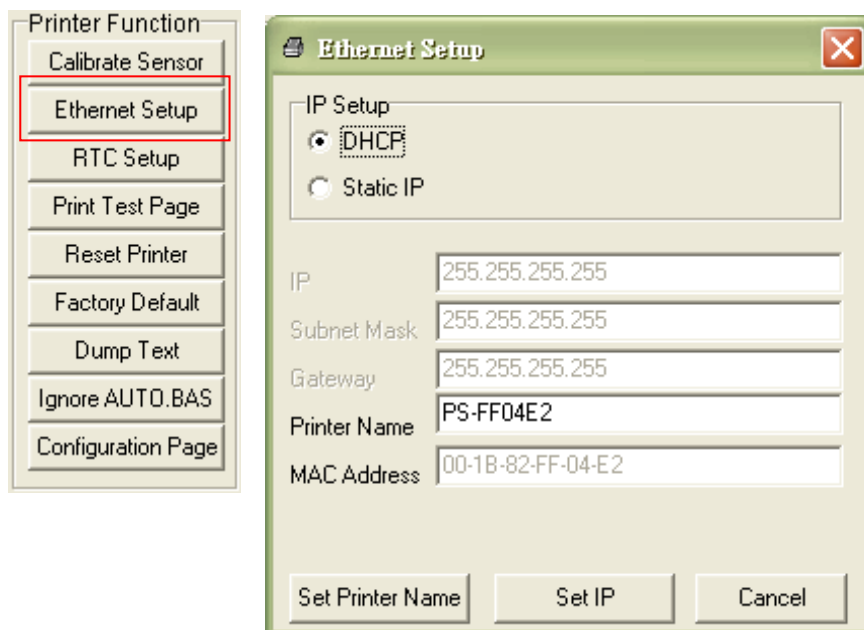 Printer Function
Calibrate Sensor
Ethernet Setup
RTC Setup
Print Test Page
Reset Printer
Factory Default
Dump Text
Ignore AUTO.BAS
Configuration Page
Ethernet Setup
IP Setup
DHCP
Static IP
IP 255.255.255.255
Subnet Mask 255.255.255.255
Gateway 255.255.255.255
Printer Name PS-FF04E2
MAC Address 00-1B-82-FF-04-E2
Set Printer Name Set IP Cancel